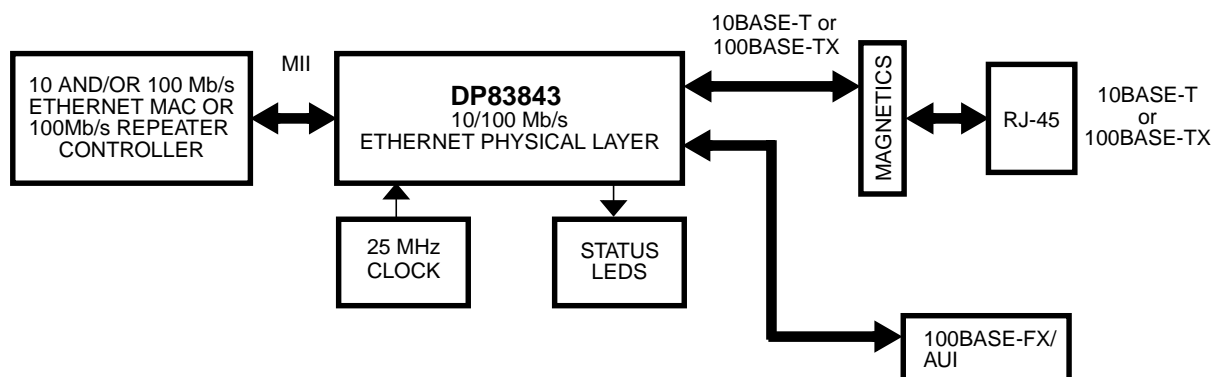 10 AND/OR 100 Mb/s
ETHERNET MAC OR
100Mb/s REPEATER
CONTROLLER
MII
DP83843
10/100 Mb/s
ETHERNET PHYSICAL LAYER
10BASE-T or
100BASE-TX
MAGNETICS
RJ-45
10BASE-T
or
100BASE-TX
25 MHz
CLOCK
STATUS
LEDS
100BASE-FX/
AUI